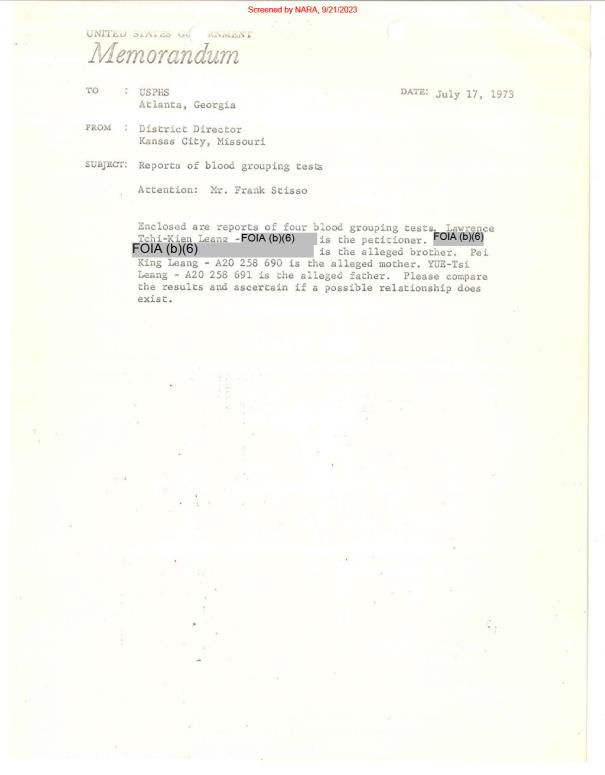 Screened by NARA, 9/21/2023
UNITED STATES GO RNMENT
Memorandum
TO : USPHS
Atlanta, Georgia
DATE: July 17, 1973
FROM : District Director
Kansas City, Missouri
SUBJECT: Reports of blood grouping tests
Attention: Mr. Frank Stisso
Enclosed are reports of four blood grouping tests. Lawrence
Tchi-Kien Leang -FOIA (b)(6) is the petitioner. FOIA (b)(6)
FOIA (b)(6) is the alleged brother. Pei
King Leang - A20 258 690 is the alleged mother. YUE-Tsi
Leang - A20 258 691 is the alleged father. Please compare
the results and ascertain if a possible relationship does
exist.